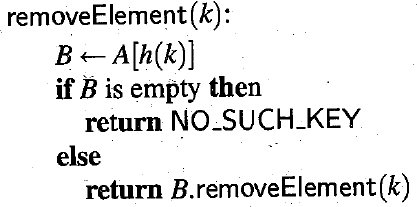 removeElement(k):
B ← A[h(k)]
if B is empty then
return NO_SUCH_KEY
else
return B.removeElement(k)